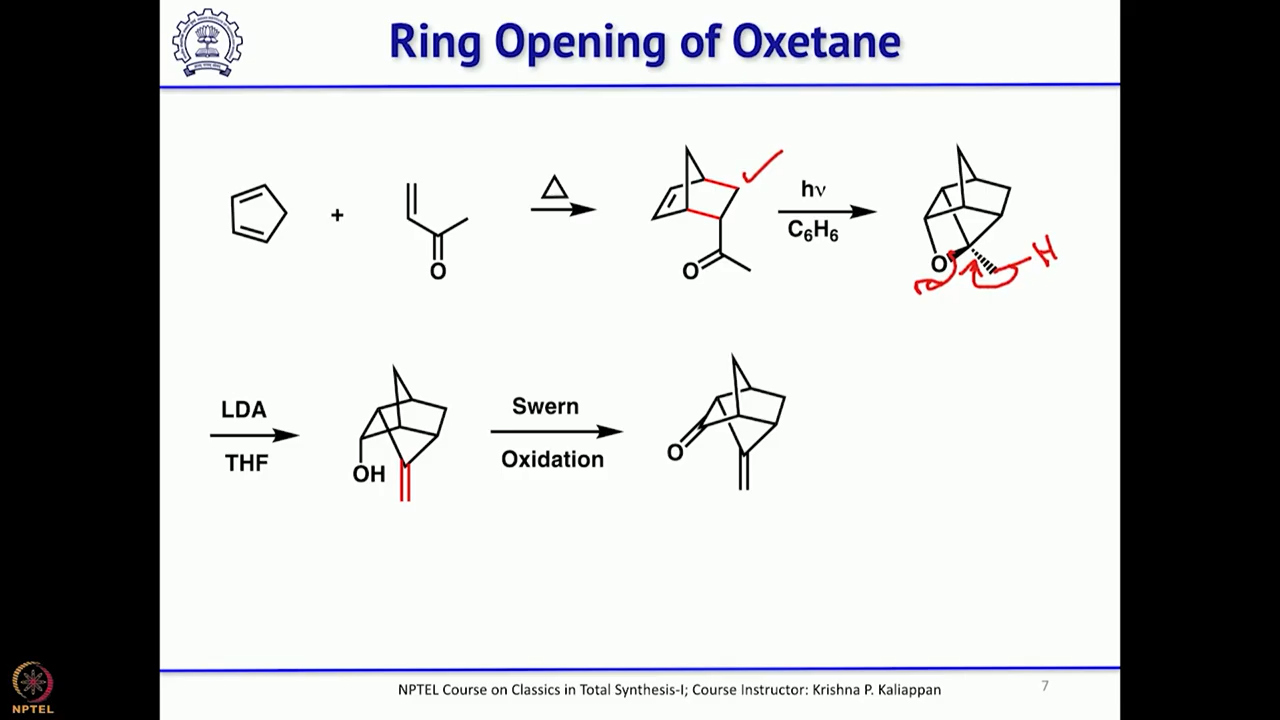 Ring Opening of Oxetane
+
O
△
O
hν
C₆H₆
O
H
LDA
THF
OH
Swern
Oxidation
O
NPTEL Course on Classics in Total Synthesis-I; Course Instructor: Krishna P. Kaliappan
7
NPTEL